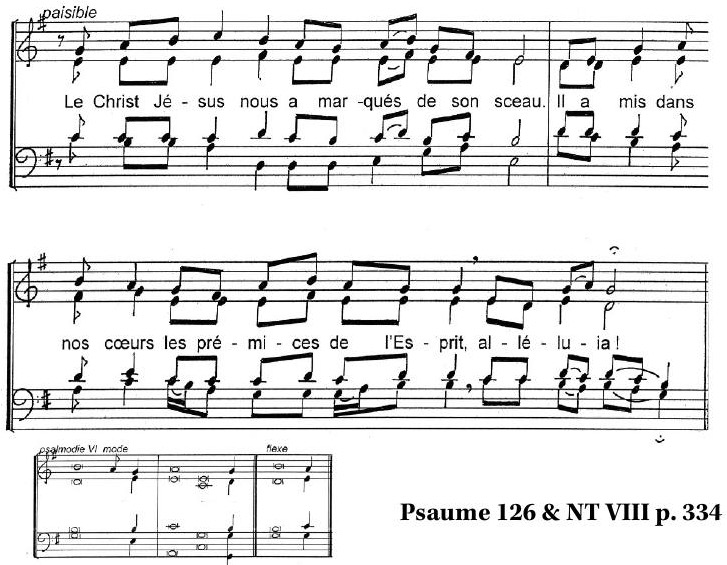 paisible
Le Christ Jé - sus nous a mar -qués de son sceau. Il a mis dans
nos cœurs les pré - mi - ces de l'Es - prit, al - lé - lu - ia !
psalmodie VI mode flexe
Psaume 126 & NT VIII p. 334